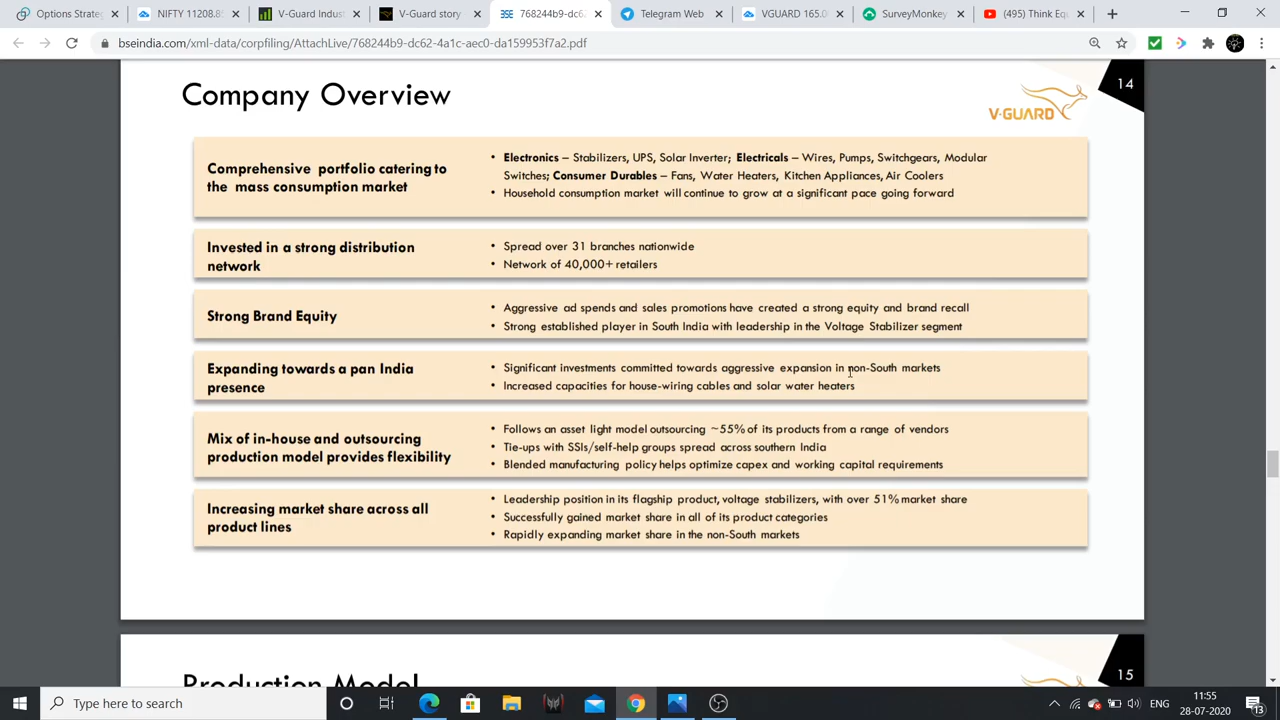 Options Strateg
NIFTY 11208.85
V-Guard Indust
V-Guard story
768244b9-dc62
Telegram Web
VGUARD 165.00
SurveyMonkey
(495) Think Equ
bseindia.com/xml-data/corpfiling/AttachLive/768244b9-dc62-4a1c-aec0-da159953f7a2.pdf
Company Overview
14
V-GUARD
Comprehensive portfolio catering to
the mass consumption market
• Electronics – Stabilizers, UPS, Solar Inverter; Electricals – Wires, Pumps, Switchgears, Modular
Switches; Consumer Durables – Fans, Water Heaters, Kitchen Appliances, Air Coolers
• Household consumption market will continue to grow at a significant pace going forward
Invested in a strong distribution
network
• Spread over 31 branches nationwide
• Network of 40,000+ retailers
Strong Brand Equity
• Aggressive ad spends and sales promotions have created a strong equity and brand recall
• Strong established player in South India with leadership in the Voltage Stabilizer segment
Expanding towards a pan India
presence
• Significant investments committed towards aggressive expansion in non-South markets
• Increased capacities for house-wiring cables and solar water heaters
Mix of in-house and outsourcing
production model provides flexibility
• Follows an asset light model outsourcing ~55% of its products from a range of vendors
• Tie-ups with SSIs/self-help groups spread across southern India
• Blended manufacturing policy helps optimize capex and working capital requirements
Increasing market share across all
product lines
• Leadership position in its flagship product, voltage stabilizers, with over 51% market share
• Successfully gained market share in all of its product categories
• Rapidly expanding market share in the non-South markets
Production Model
15
Type here to search
ENG
11:55
28-07-2020
13